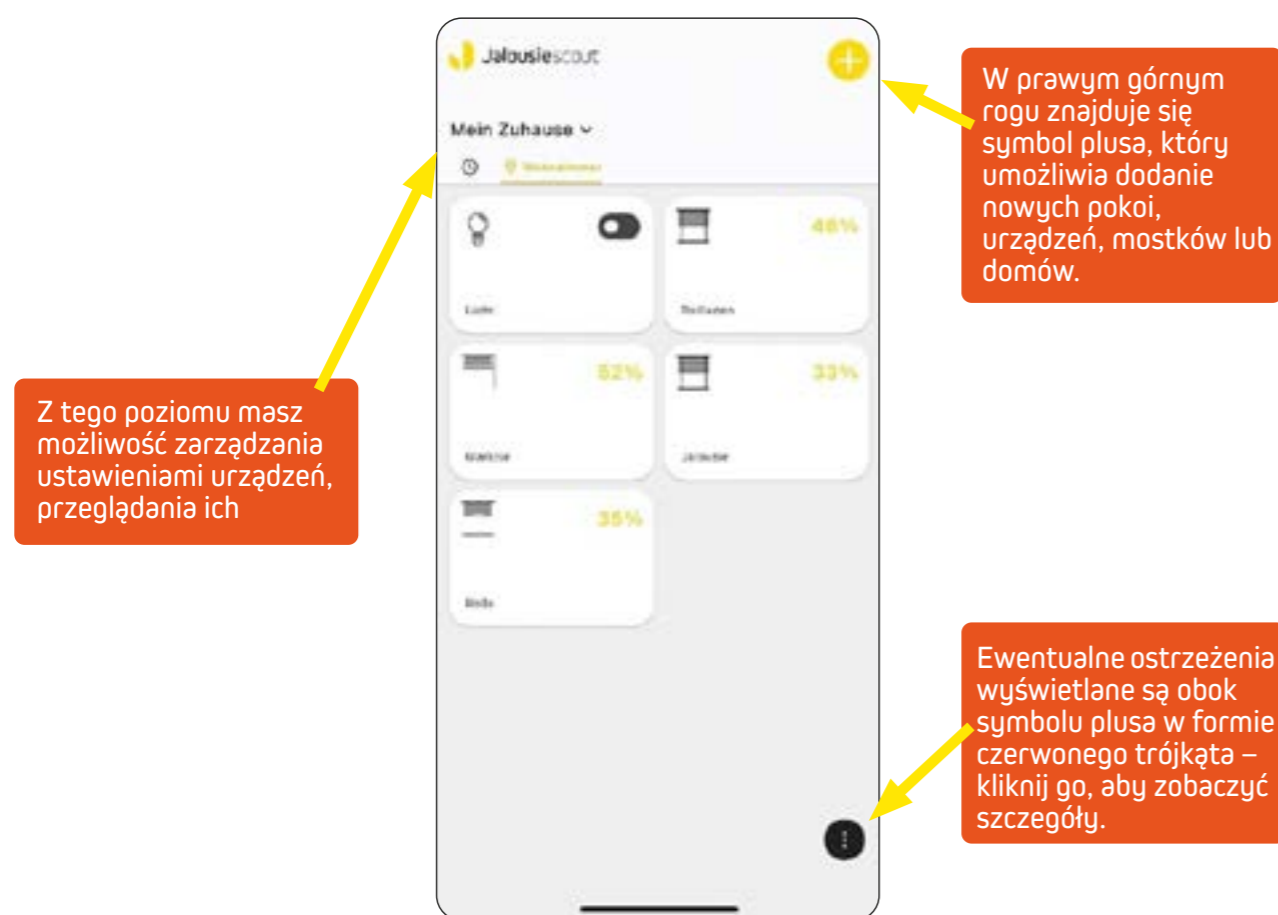 Jalousiescout
W prawym górnym
rogu znajduje się
symbol plusa, który
umożliwia dodanie
nowych pokoi,
urządzeń, mostków lub
domów.
Mein Zuhause
48%
52%
33%
35%
Z tego poziomu masz
możliwość zarządzania
ustawieniami urządzeń,
przeglądania ich
Ewentualne ostrzeżenia
wyświetlane są obok
symbolu plusa w formie
czerwonego trójkąta –
kliknij go, aby zobaczyć
szczegóły.